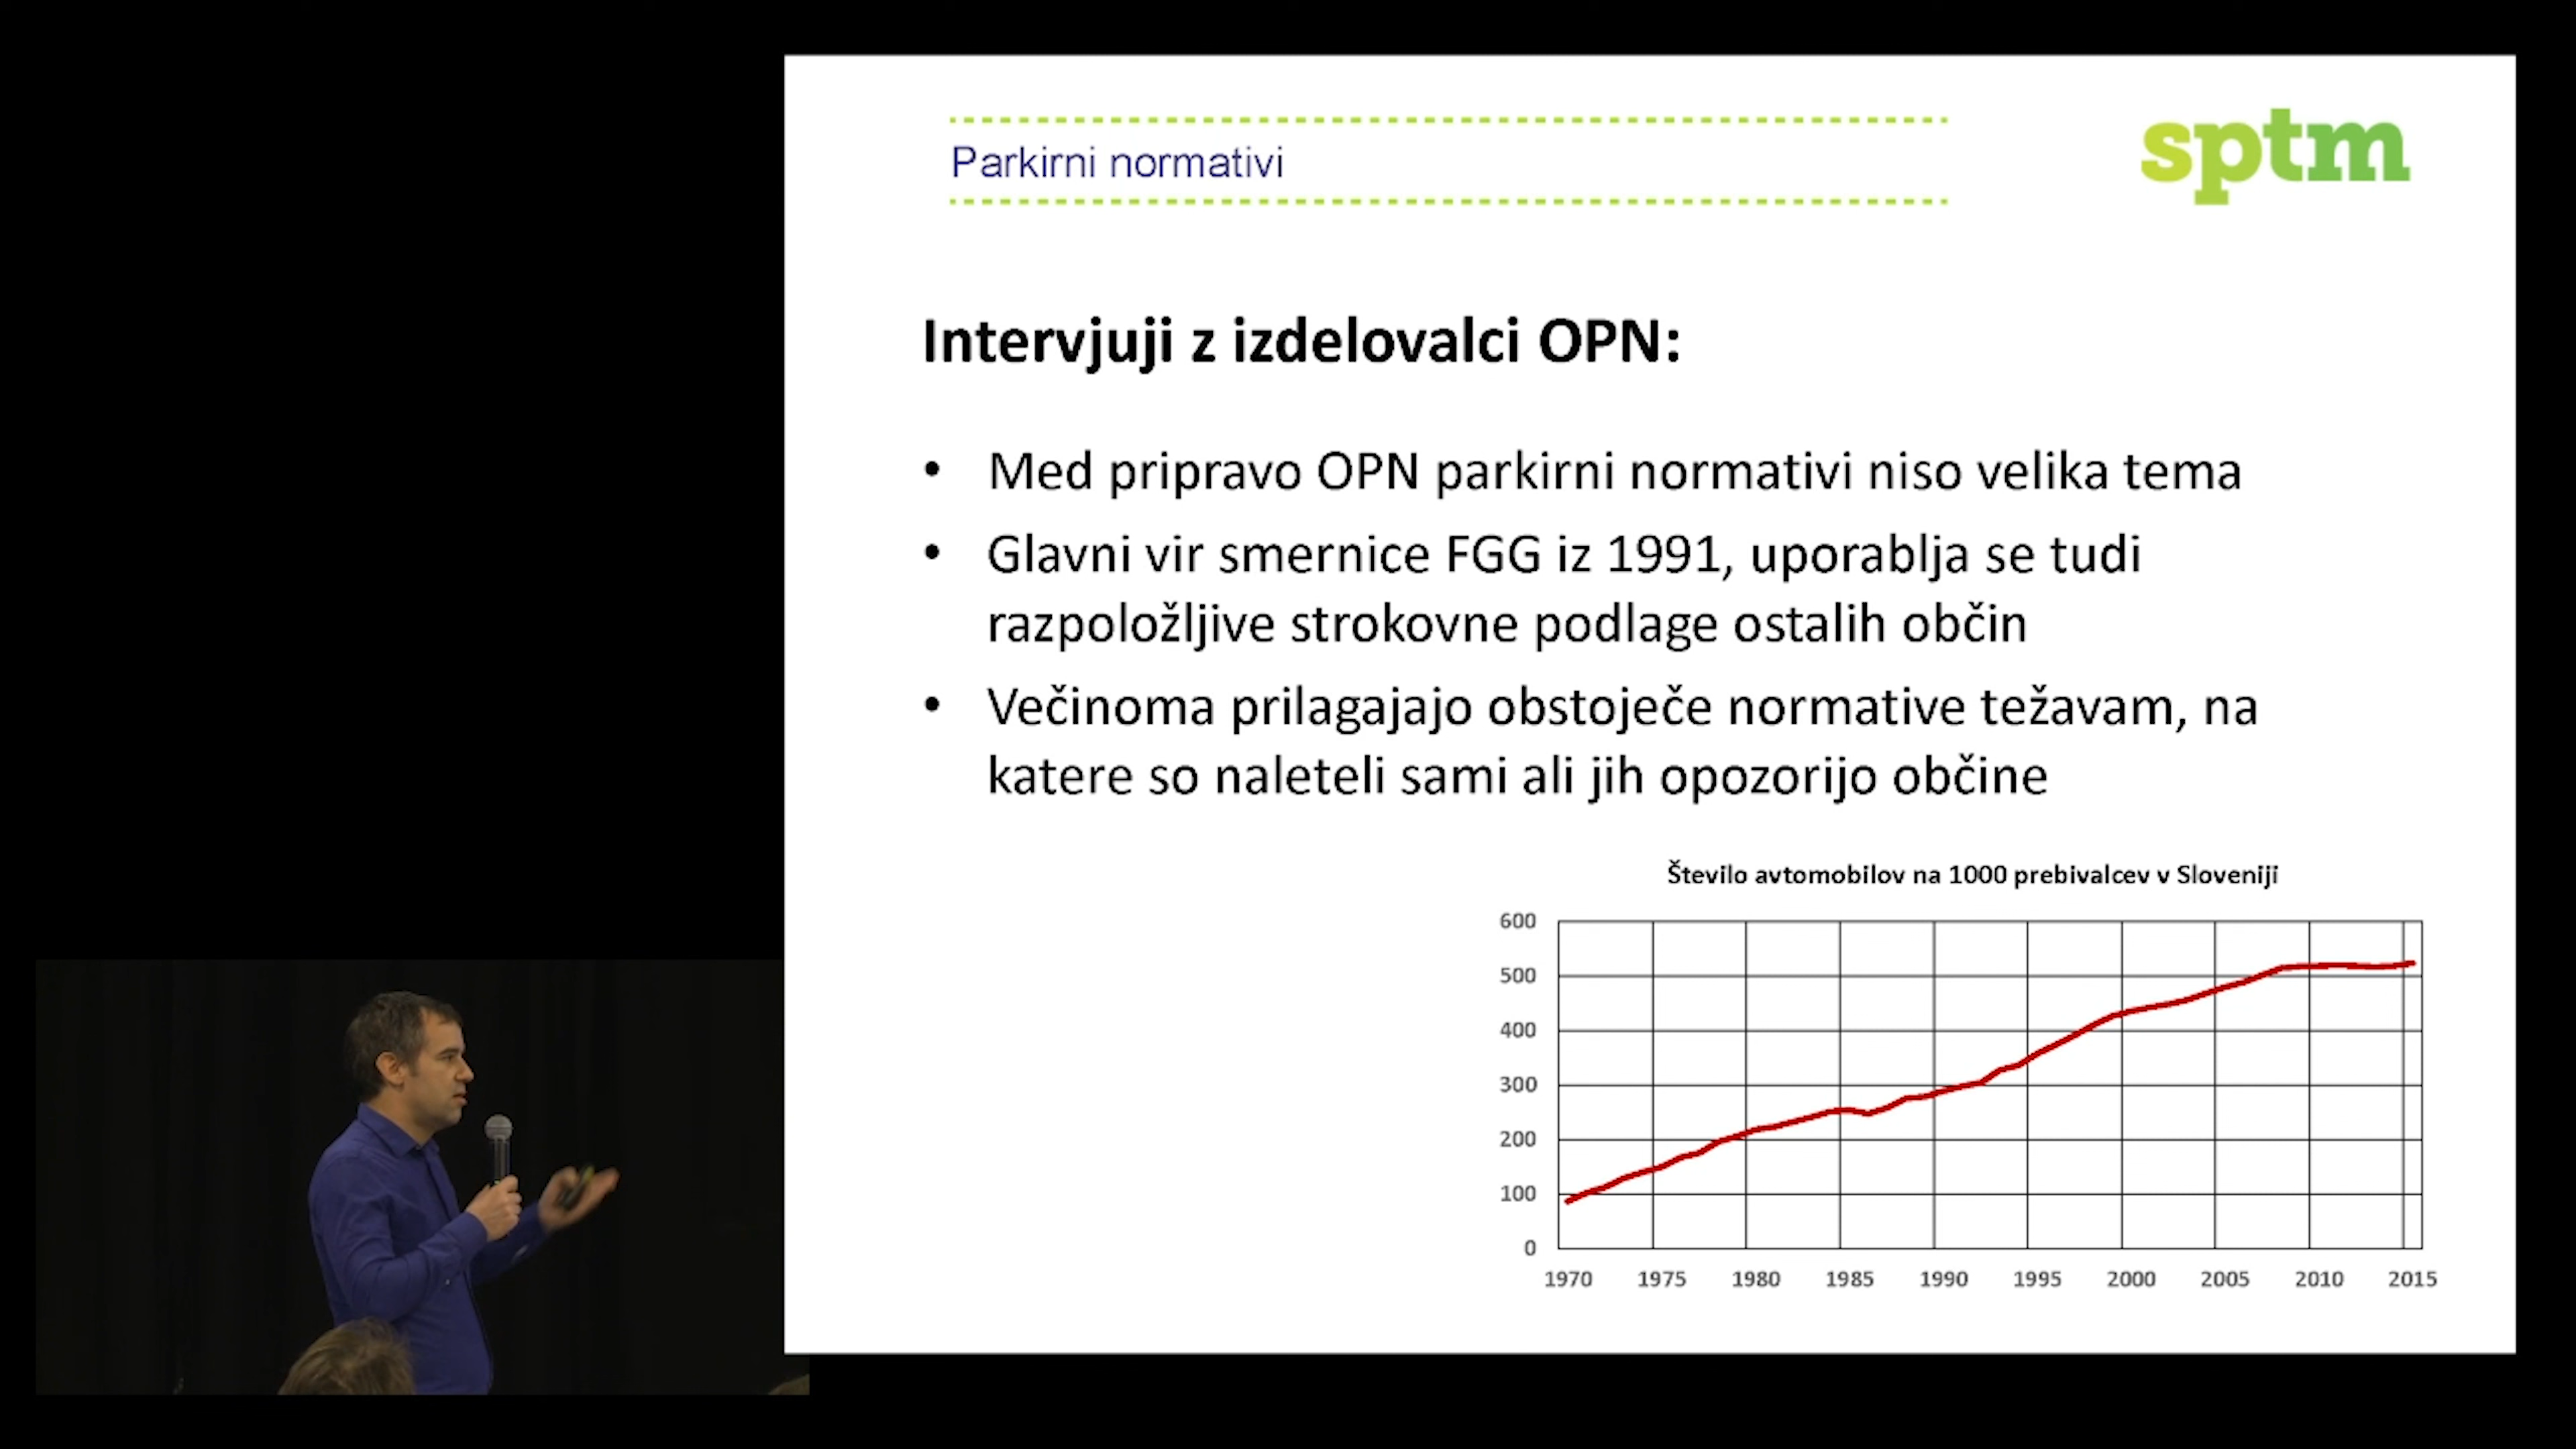 Parkirni normativi
sptm
Intervjuji z izdelovalci OPN:
• Med pripravo OPN parkirni normativi niso velika tema
• Glavni vir smernice FGG iz 1991, uporablja se tudi
razpoložljive strokovne podlage ostalih občin
• Večinoma prilagajajo obstoječe normative težavam, na
katere so naleteli sami ali jih opozorijo občine
Število avtomobilov na 1000 prebivalcev v Sloveniji
600
500
400
300
200
100
0
1970 1975 1980 1985 1990 1995 2000 2005 2010 2015